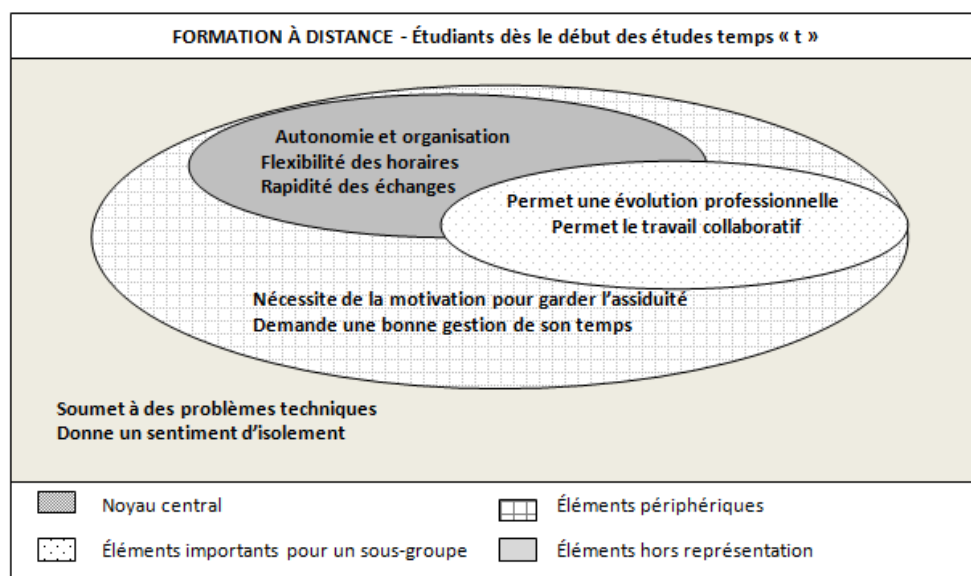 FORMATION À DISTANCE - Étudiants dès le début des études temps « t »
Autonomie et organisation
Flexibilité des horaires
Rapidité des échanges
Permet une évolution professionnelle
Permet le travail collaboratif
Nécessite de la motivation pour garder l'assiduité
Demande une bonne gestion de son temps
Soumet à des problèmes techniques
Donne un sentiment d'isolement
Noyau central
Éléments périphériques
Éléments importants pour un sous-groupe
Éléments hors représentation